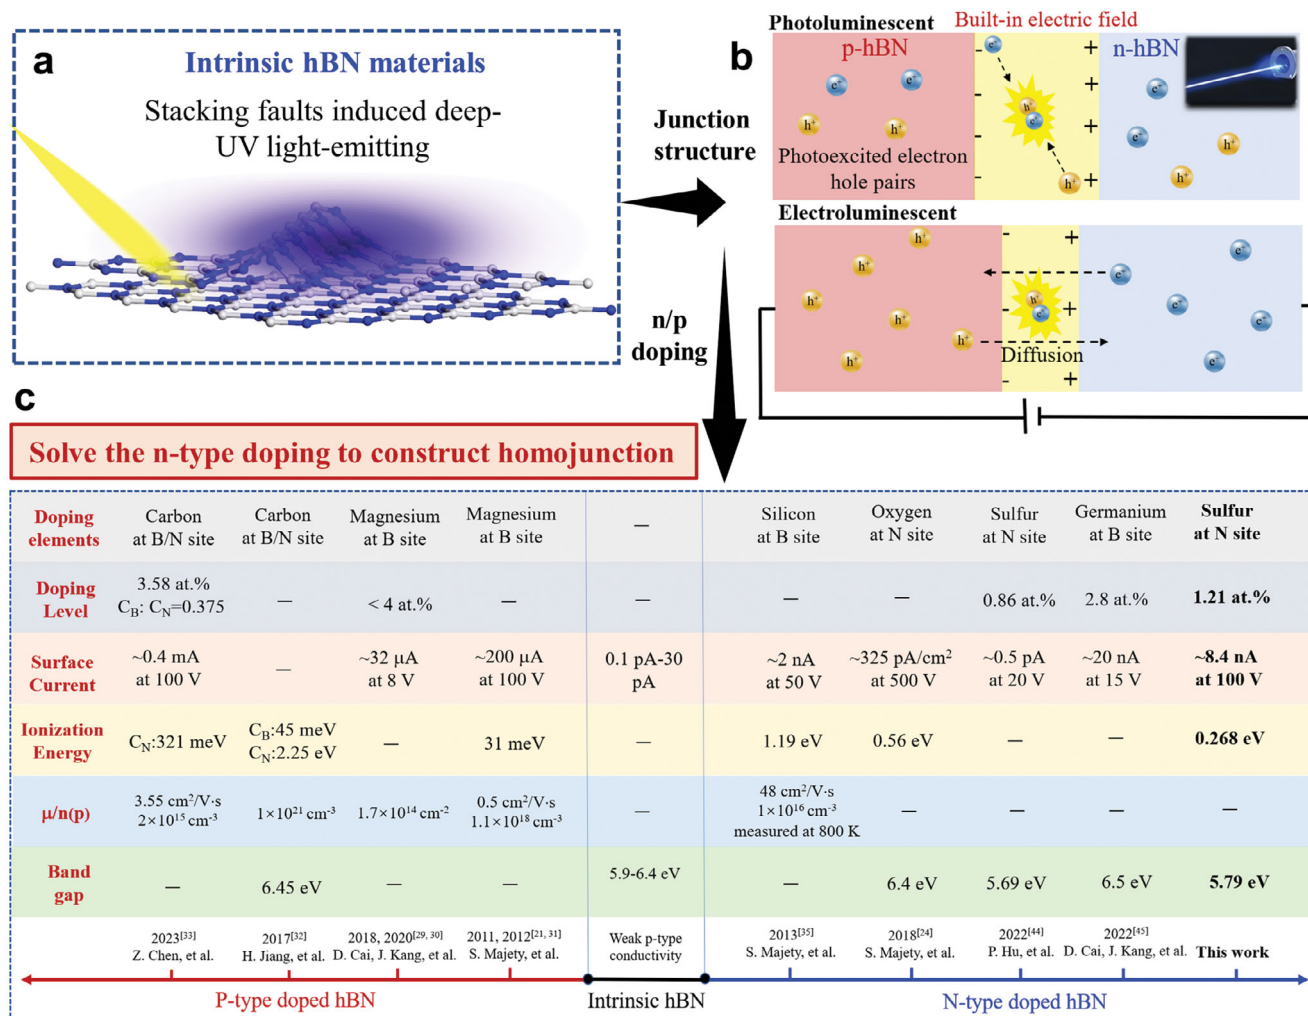 a
Intrinsic hBN materials
Stacking faults induced deep-
UV light-emitting
Junction
structure
n/p
doping
b
Photoluminescent
Built-in electric field
p-hBN
n-hBN
e⁻ e⁻ e⁻ e⁻ e⁻ e⁻
h⁺ h⁺ h⁺ h⁺ h⁺ h⁺
- - - - -
+ + + +
Photoexcited electron
hole pairs
Electroluminescent
h⁺ h⁺ h⁺ h⁺ h⁺ h⁺ h⁺
e⁻ e⁻ e⁻ e⁻ e⁻ e⁻
- - -
+ + +
Diffusion
c
Solve the n-type doping to construct homojunction
Doping elements | Carbon at B/N site | Carbon at B/N site | Magnesium at B site | Magnesium at B site | — | Silicon at B site | Oxygen at N site | Sulfur at N site | Germanium at B site | Sulfur at N site
Doping Level | 3.58 at.% C_B: C_N=0.375 | — | < 4 at.% | — | — | — | — | 0.86 at.% | 2.8 at.% | 1.21 at.%
Surface Current | ~0.4 mA at 100 V | — | ~32 μA at 8 V | ~200 μA at 100 V | 0.1 pA-30 pA | ~2 nA at 50 V | ~325 pA/cm² at 500 V | ~0.5 pA at 20 V | ~20 nA at 15 V | ~8.4 nA at 100 V
Ionization Energy | C_N:321 meV | C_B:45 meV C_N:2.25 eV | — | 31 meV | — | 1.19 eV | 0.56 eV | — | — | 0.268 eV
μ/n(p) | 3.55 cm²/V·s 2×10¹⁵cm⁻³ | 1×10²¹cm⁻³ | 1.7×10¹⁴cm⁻² | 0.5 cm²/V·s 1.1×10¹⁸cm⁻³ | — | 48 cm²/V·s 1×10¹⁶cm⁻³ measured at 800 K | — | — | — | —
Band gap | — | 6.45 eV | — | — | 5.9-6.4 eV | — | 6.4 eV | 5.69 eV | 6.5 eV | 5.79 eV
2023[33] Z. Chen, et al. | 2017[32] H. Jiang, et al. | 2018, 2020[29, 30] D. Cai, J. Kang, et al. | 2011, 2012[21, 31] S. Majety, et al. | Weak p-type conductivity | 2013[35] S. Majety, et al. | 2018[24] S. Majety, et al. | 2022[44] P. Hu, et al. | 2022[45] D. Cai, J. Kang, et al. | This work
P-type doped hBN
Intrinsic hBN
N-type doped hBN